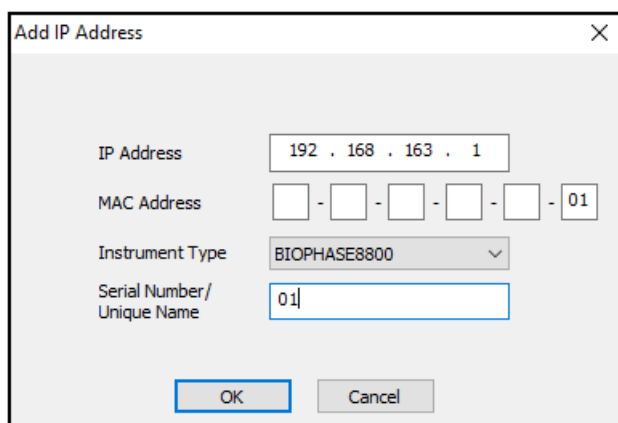 Add IP Address
IP Address 192 . 168 . 163 . 1
MAC Address - - - - - 01
Instrument Type BIOPHASE8800
Serial Number/
Unique Name 01
OK Cancel